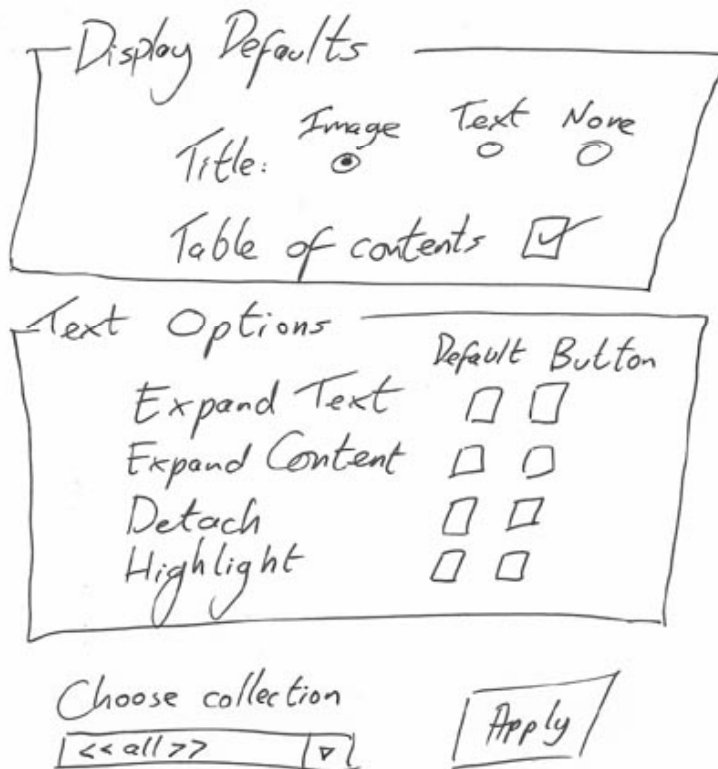 Display Defaults
Image Text None
Title:
Table of contents
Text Options
Default Button
Expand Text
Expand Content
Detach
Highlight
Choose collection
<<all>>
Apply